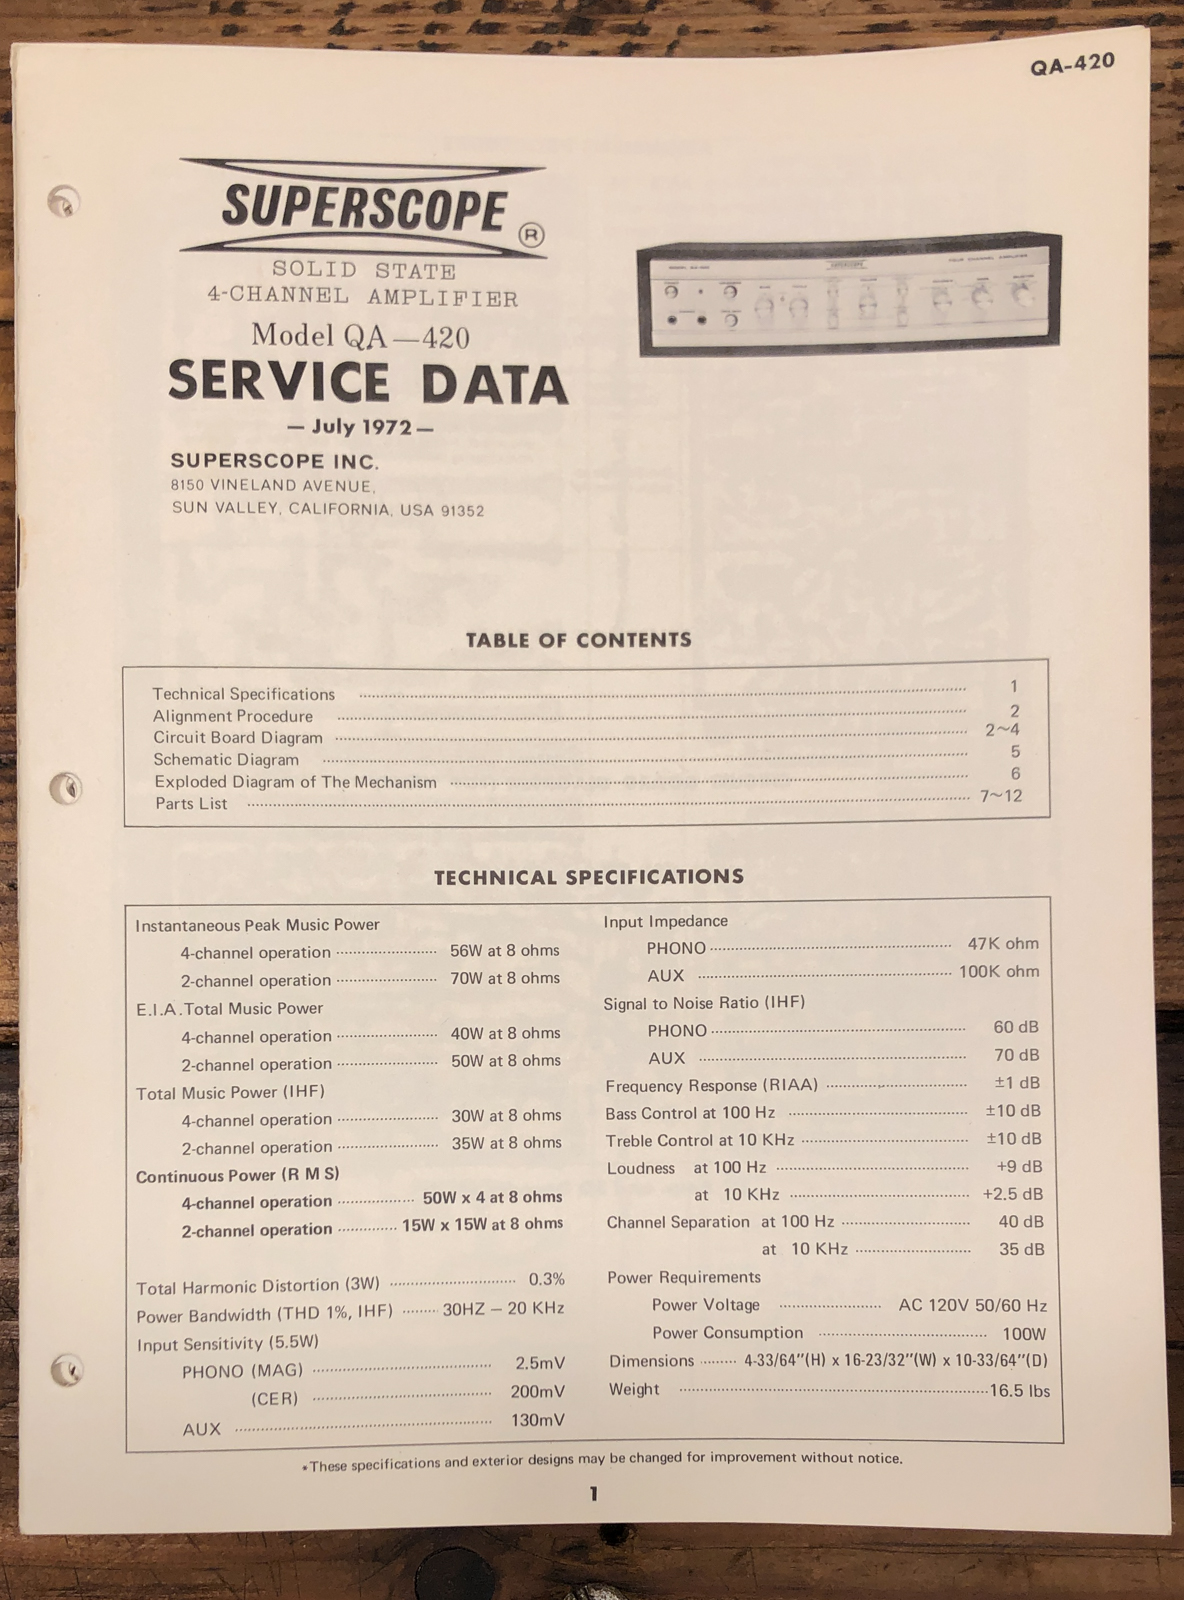 QA-420
SUPERSCOPE ®
SOLID STATE
4-CHANNEL AMPLIFIER
Model QA—420
SERVICE DATA
— July 1972 —
SUPERSCOPE INC.
8150 VINELAND AVENUE,
SUN VALLEY, CALIFORNIA, USA 91352
TABLE OF CONTENTS
Technical Specifications 1
Alignment Procedure 2
Circuit Board Diagram 2~4
Schematic Diagram 5
Exploded Diagram of The Mechanism 6
Parts List 7~12
TECHNICAL SPECIFICATIONS
Instantaneous Peak Music Power
4-channel operation 56W at 8 ohms
2-channel operation 70W at 8 ohms
E.I.A. Total Music Power
4-channel operation 40W at 8 ohms
2-channel operation 50W at 8 ohms
Total Music Power (IHF)
4-channel operation 30W at 8 ohms
2-channel operation 35W at 8 ohms
Continuous Power (R M S)
4-channel operation 50W x 4 at 8 ohms
2-channel operation 15W x 15W at 8 ohms
Total Harmonic Distortion (3W) 0.3%
Power Bandwidth (THD 1%, IHF) 30HZ – 20 KHz
Input Sensitivity (5.5W)
PHONO (MAG) 2.5mV
(CER) 200mV
AUX 130mV
Input Impedance
PHONO 47K ohm
AUX 100K ohm
Signal to Noise Ratio (IHF)
PHONO 60 dB
AUX 70 dB
Frequency Response (RIAA) ±1 dB
Bass Control at 100 Hz ±10 dB
Treble Control at 10 KHz ±10 dB
Loudness at 100 Hz +9 dB
at 10 KHz +2.5 dB
Channel Separation at 100 Hz 40 dB
at 10 KHz 35 dB
Power Requirements
Power Voltage AC 120V 50/60 Hz
Power Consumption 100W
Dimensions 4-33/64"(H) x 16-23/32"(W) x 10-33/64"(D)
Weight 16.5 lbs
*These specifications and exterior designs may be changed for improvement without notice.
1